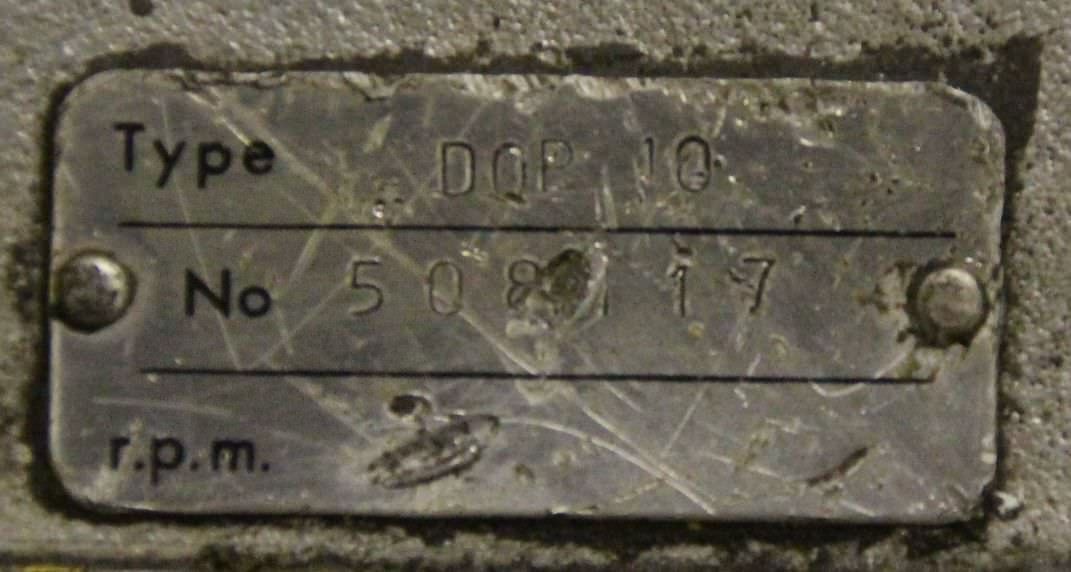 Type DQP 10
No
r.p.m.